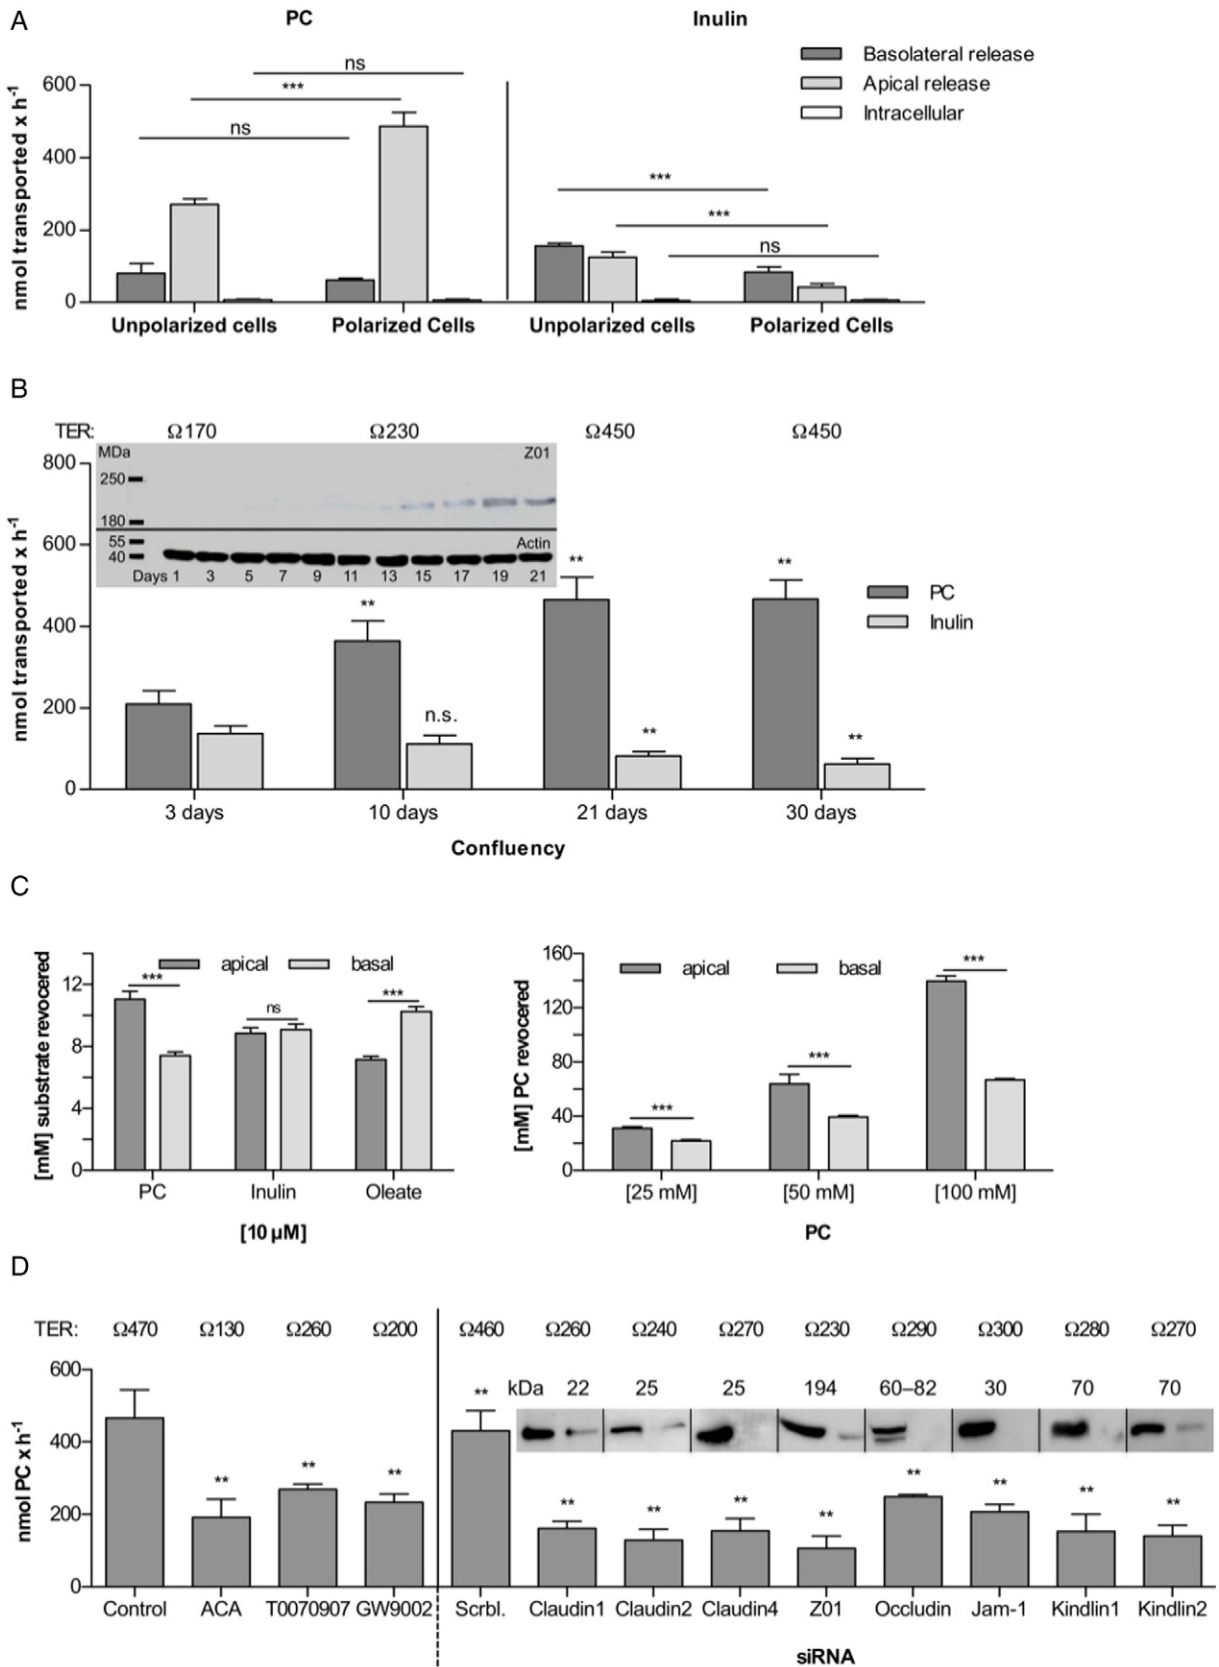 A
PC
Inulin
Basolateral release
Apical release
Intracellular
nmol transported x h-1
600
400
200
0
ns
***
ns
***
***
ns
Unpolarized cells
Polarized Cells
Unpolarized cells
Polarized Cells
B
TER: Ω170 Ω230 Ω450 Ω450
nmol transported x h-1
800
600
400
200
0
MDa
Z01
250
180
55
40
Actin
Days 1 3 5 7 9 11 13 15 17 19 21
**
n.s.
**
**
**
**
PC
Inulin
3 days 10 days 21 days 30 days
Confluency
C
[mM] substrate revocered
12
8
4
0
apical basal
***
ns
***
PC Inulin Oleate
[10 µM]
[mM] PC revocered
160
120
80
40
0
apical basal
***
***
***
[25 mM] [50 mM] [100 mM]
PC
D
TER: Ω470 Ω130 Ω260 Ω200 Ω460 Ω260 Ω240 Ω270 Ω230 Ω290 Ω300 Ω280 Ω270
nmol PC x h-1
600
400
200
0
kDa 22 25 25 194 60–82 30 70 70
** ** ** ** ** ** ** ** ** ** ** **
Control ACA T0070907 GW9002 Scrbl. Claudin1 Claudin2 Claudin4 Z01 Occludin Jam-1 Kindlin1 Kindlin2
siRNA